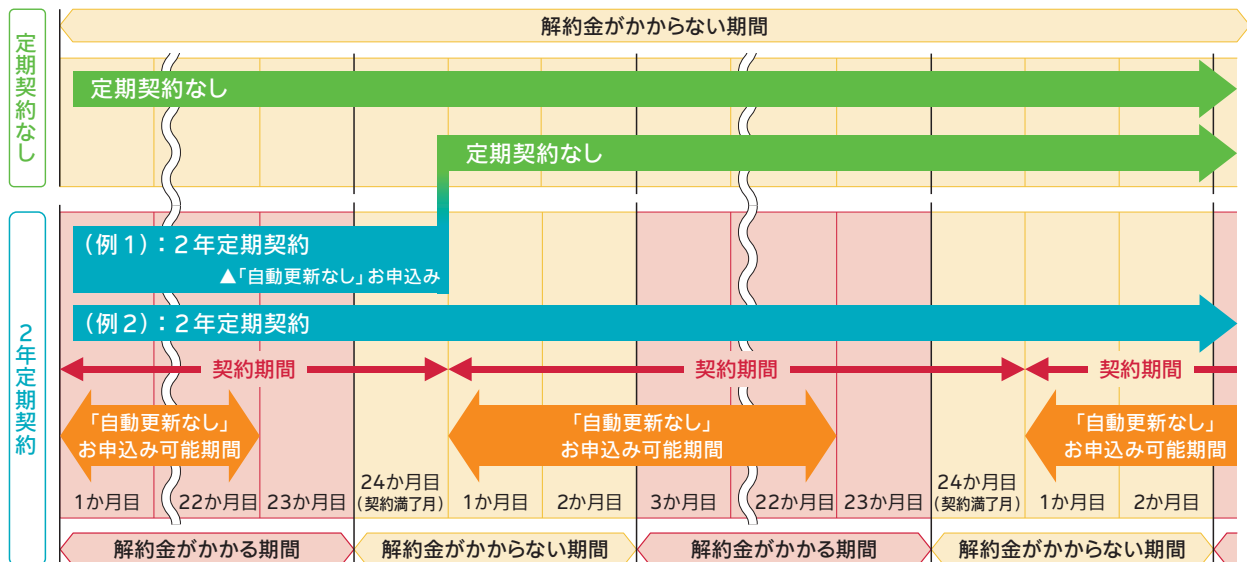 定期契約なし
解約金がかからない期間
定期契約なし
定期契約なし
2年定期契約
（例1）：2年定期契約
▲「自動更新なし」お申込み
（例2）：2年定期契約
契約期間
契約期間
契約期間
「自動更新なし」
お申込み可能期間
「自動更新なし」
お申込み可能期間
「自動更新なし」
お申込み可能期間
1か月目
22か月目
23か月目
24か月目
（契約満了月）
1か月目
2か月目
3か月目
22か月目
23か月目
24か月目
（契約満了月）
1か月目
2か月目
解約金がかかる期間
解約金がかからない期間
解約金がかかる期間
解約金がかからない期間